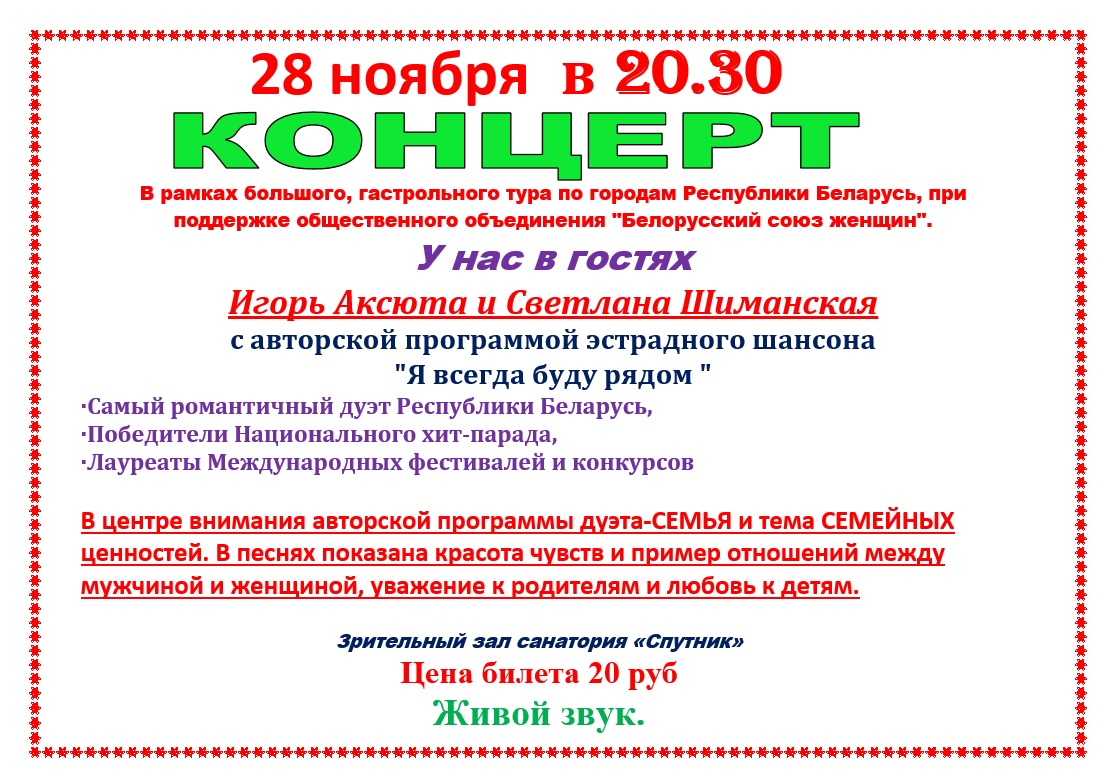 28 ноября в 20.30
КОНЦЕРТ
В рамках большого, гастрольного тура по городам Республики Беларусь, при
поддержке общественного объединения "Белорусский союз женщин".
У нас в гостях
Игорь Аксюта и Светлана Шиманская
с авторской программой эстрадного шансона
"Я всегда буду рядом "
·Самый романтичный дуэт Республики Беларусь,
·Победители Национального хит-парада,
·Лауреаты Международных фестивалей и конкурсов
В центре внимания авторской программы дуэта-СЕМЬЯ и тема СЕМЕЙНЫХ
ценностей. В песнях показана красота чувств и пример отношений между
мужчиной и женщиной, уважение к родителям и любовь к детям.
Зрительный зал санатория «Спутник»
Цена билета 20 руб
Живой звук.